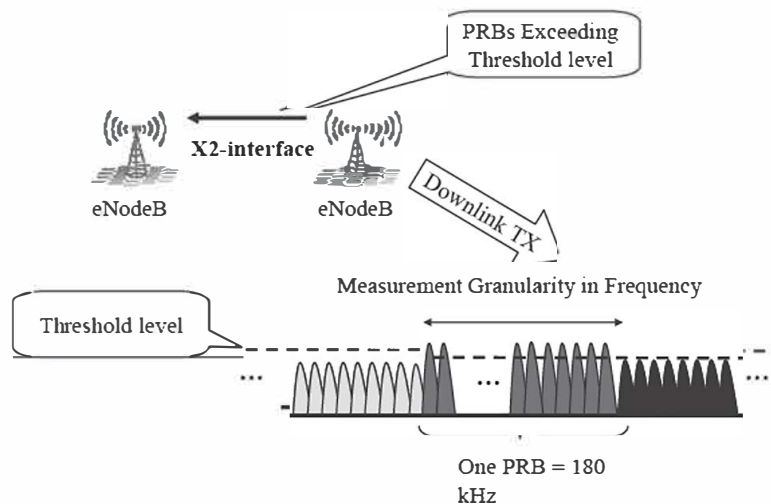 PRBs Exceeding
Threshold level
X2-interface
eNodeB
eNodeB
Downlink TX
Measurement Granularity in Frequency
Threshold level
...
...
...
One PRB = 180
kHz